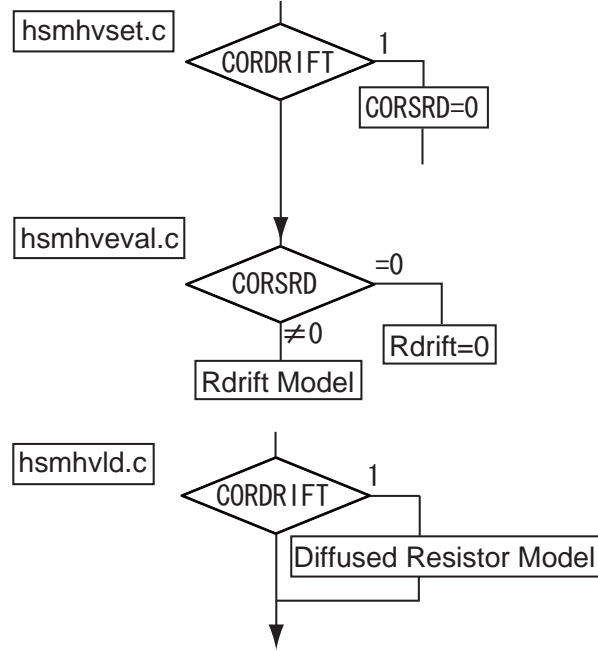 hsmhvset.c
CORDRIFT
1
CORSRD=0
hsmhveval.c
CORSRD
=0
≠0
Rdrift=0
Rdrift Model
hsmhvld.c
CORDRIFT
1
Diffused Resistor Model